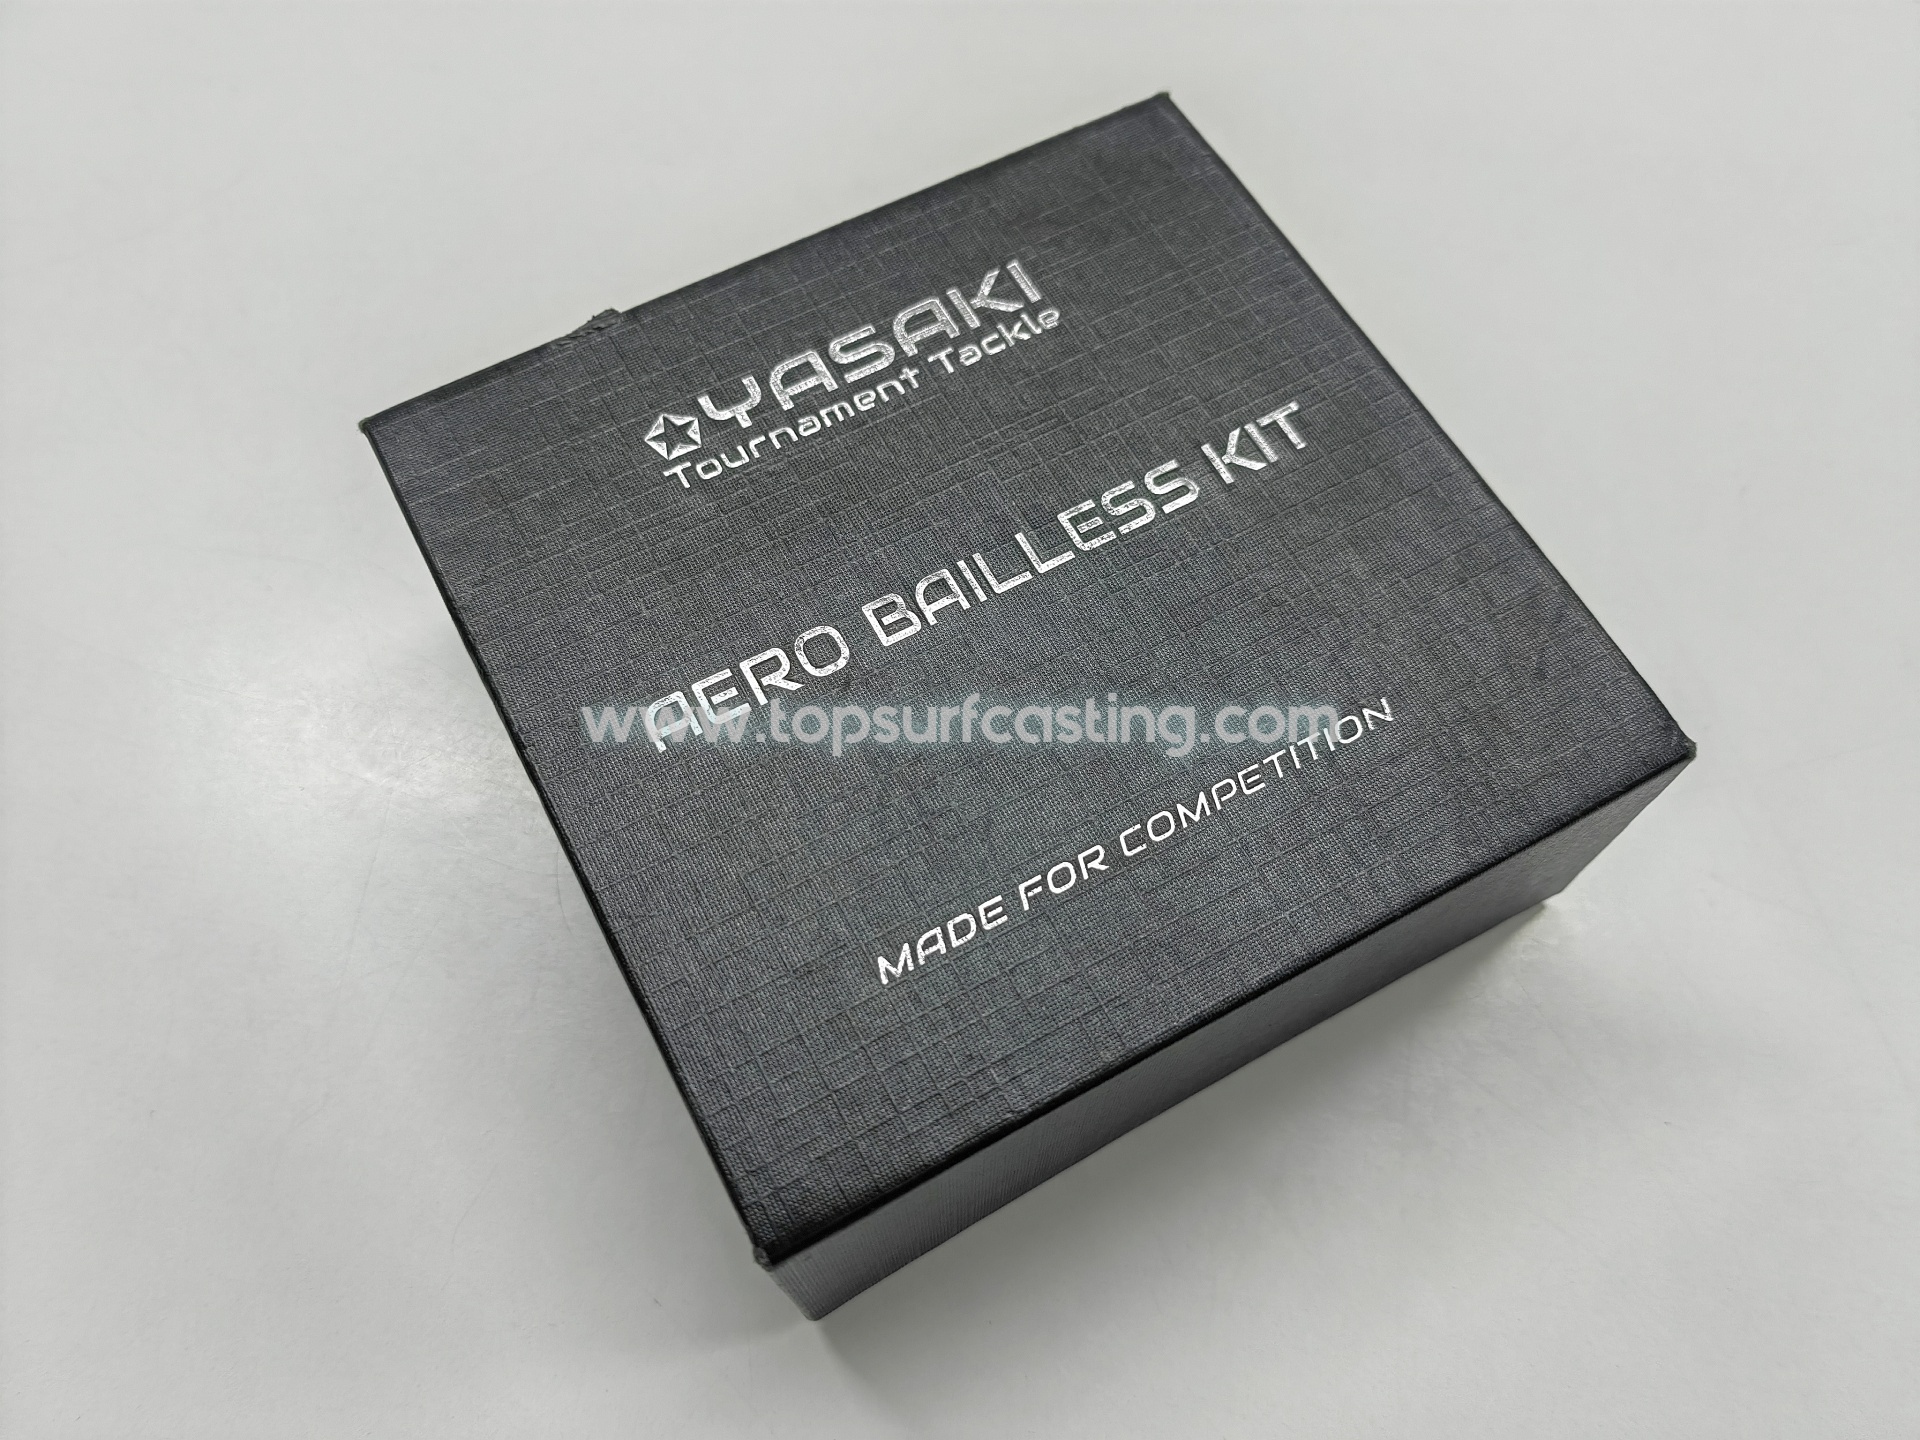 YASAKI
Tournament Tackle
AERO BAILLESS KIT
www.topsurfcasting.com
MADE FOR COMPETITION